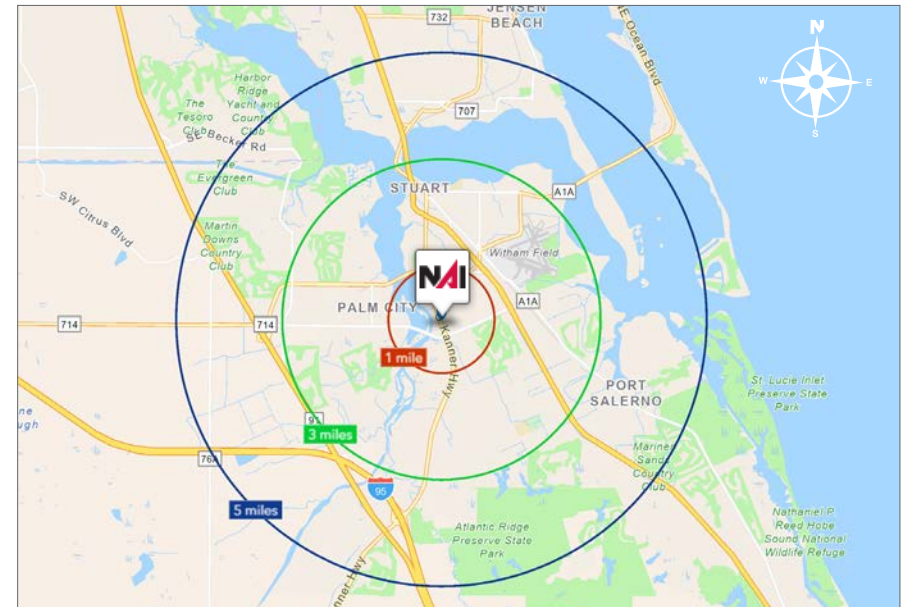 JENSEN
BEACH
732
NE Ocean Blvd
N
W
E
S
Harbor
Ridge
Yacht and
Country
Club
The
Tesoro
Club
707
SE Becker Rd
The
Evergreen
Club
STUART
A1A
SW Citrus Blvd
Martin
Downs
Country
Club
Witham Field
NAI
A1A
PALM CITY
714
714
Kanner Hwy
1 mile
PORT
SALERNO
St. Lucie Inlet
Preserve State
Park
95
3 miles
76A
Mariner
Sands
Country
Club
95
5 miles
Atlantic Ridge
Preserve State
Park
Nathaniel P.
Reed Hobe
Sound National
Wildlife Refuge
Hwy